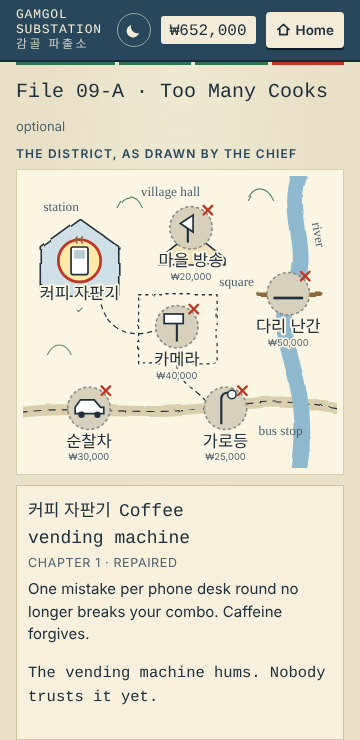 GAMGOL
SUBSTATION
감골 파출소
₩652,000
Home
File 09-A · Too Many Cooks
optional
THE DISTRICT, AS DRAWN BY THE CHIEF
village hall
station
river
마을 방송
₩20,000
커피 자판기
square
다리 난간
₩50,000
카메라
₩40,000
순찰차
₩30,000
가로등
₩25,000
bus stop
커피 자판기 Coffee
vending machine
CHAPTER 1 · REPAIRED
One mistake per phone desk round no
longer breaks your combo. Caffeine
forgives.
The vending machine hums. Nobody
trusts it yet.